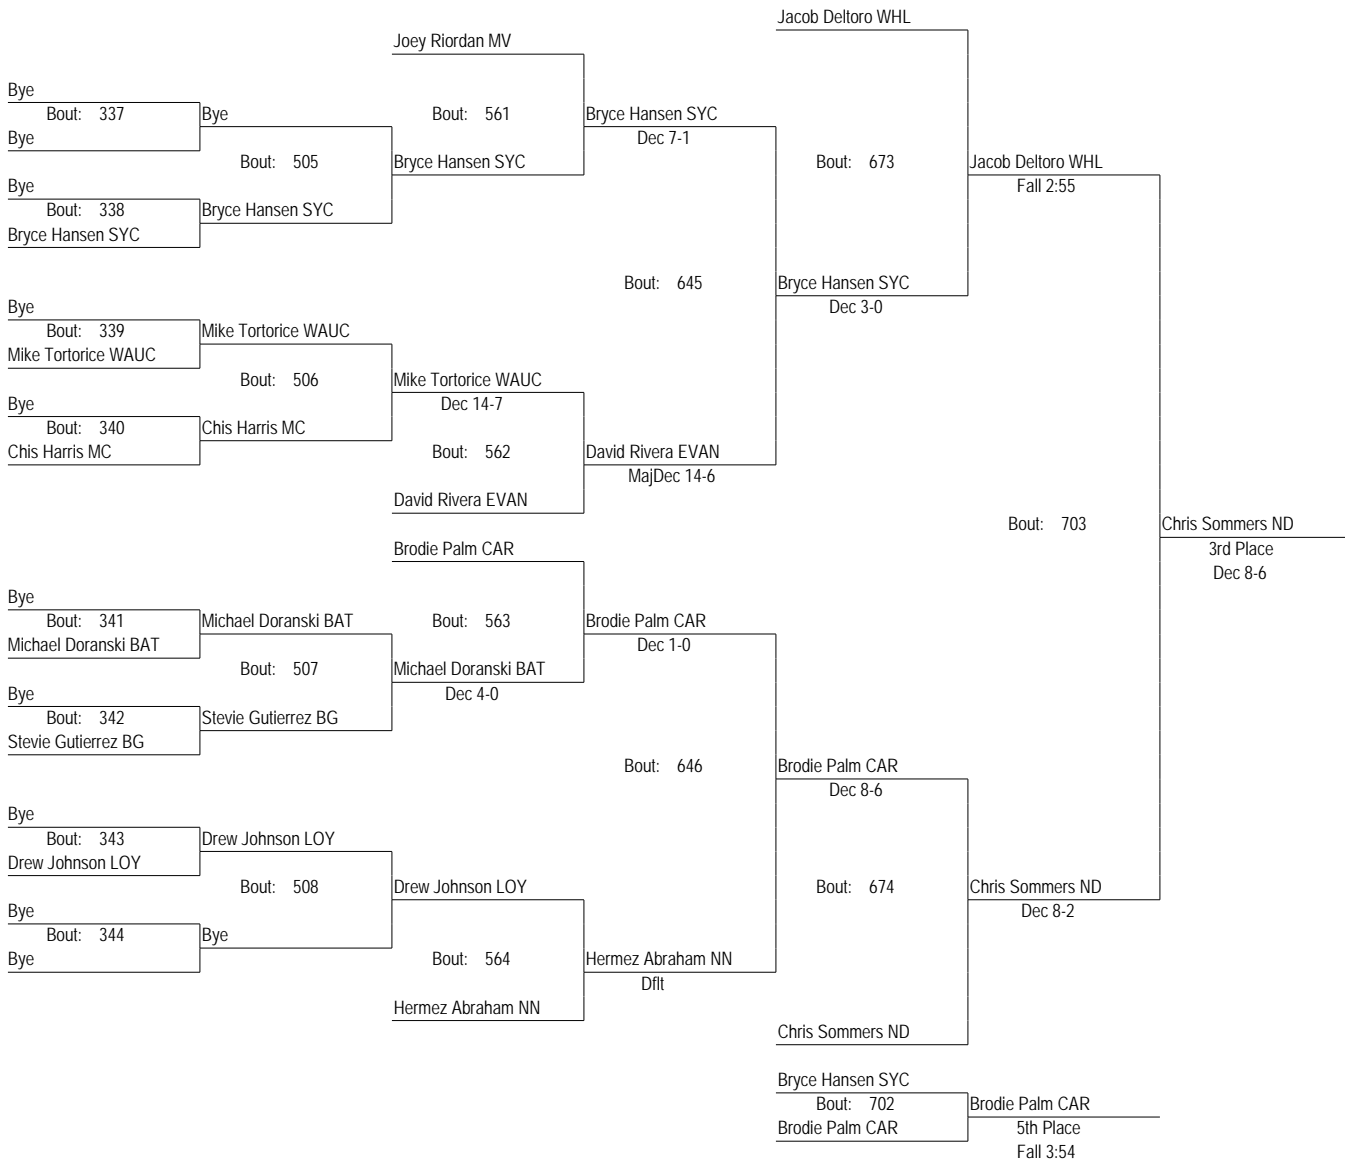 Jacob Deltoro WHL
Joey Riordan MV
Bye
Bout: 337
Bye
Bout: 561
Bryce Hansen SYC
Bye
Dec 7-1
Bout: 505
Bryce Hansen SYC
Bout: 673
Jacob Deltoro WHL
Bye
Fall 2:55
Bout: 338
Bryce Hansen SYC
Bryce Hansen SYC
Bout: 645
Bryce Hansen SYC
Bye
Dec 3-0
Bout: 339
Mike Tortorice WAUC
Mike Tortorice WAUC
Bout: 506
Mike Tortorice WAUC
Bye
Dec 14-7
Bout: 340
Chis Harris MC
Chis Harris MC
Bout: 562
David Rivera EVAN
MajDec 14-6
David Rivera EVAN
Bout: 703
Chris Sommers ND
Brodie Palm CAR
3rd Place
Dec 8-6
Bye
Bout: 341
Michael Doranski BAT
Bout: 563
Brodie Palm CAR
Michael Doranski BAT
Dec 1-0
Bout: 507
Michael Doranski BAT
Bye
Dec 4-0
Bout: 342
Stevie Gutierrez BG
Stevie Gutierrez BG
Bout: 646
Brodie Palm CAR
Dec 8-6
Bye
Bout: 343
Drew Johnson LOY
Drew Johnson LOY
Bout: 508
Drew Johnson LOY
Bout: 674
Chris Sommers ND
Bye
Dec 8-2
Bout: 344
Bye
Bye
Bout: 564
Hermez Abraham NN
Dflt
Hermez Abraham NN
Chris Sommers ND
Bryce Hansen SYC
Bout: 702
Brodie Palm CAR
Brodie Palm CAR
5th Place
Fall 3:54